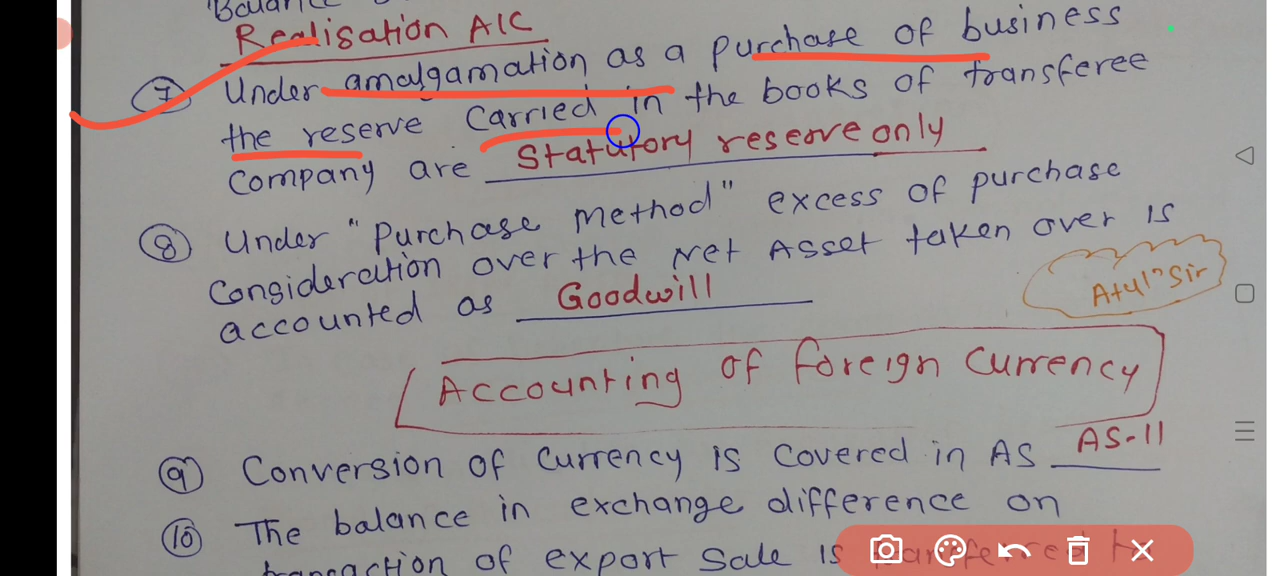 Balance
Realisation A/C
⑦ Under amalgamation as a purchase of business
the reserve carried in the books of transferee
Company are Statutory reserve only
⑧ Under "Purchase Method" excess of purchase
Consideration over the Net Asset taken over is
accounted as Goodwill
Atul Sir
Accounting of foreign Currency
⑨ Conversion of Currency is Covered in AS AS-11
⑩ The balance in exchange difference on
transaction of export Sale is transferred to